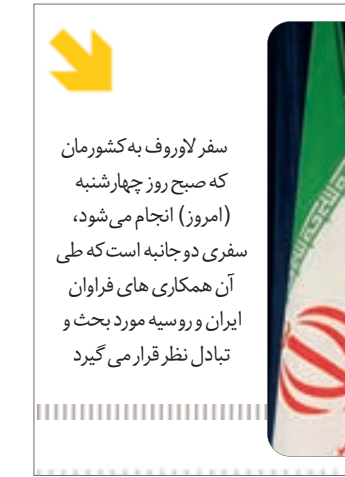 سفر لاوروف به کشورمان
که صبح روز چهارشنبه
(امروز) انجام می‌شود،
سفری دوجانبه است که طی
آن همکاری های فراوان
ایران و روسیه مورد بحث و
تبادل نظر قرار می گیرد